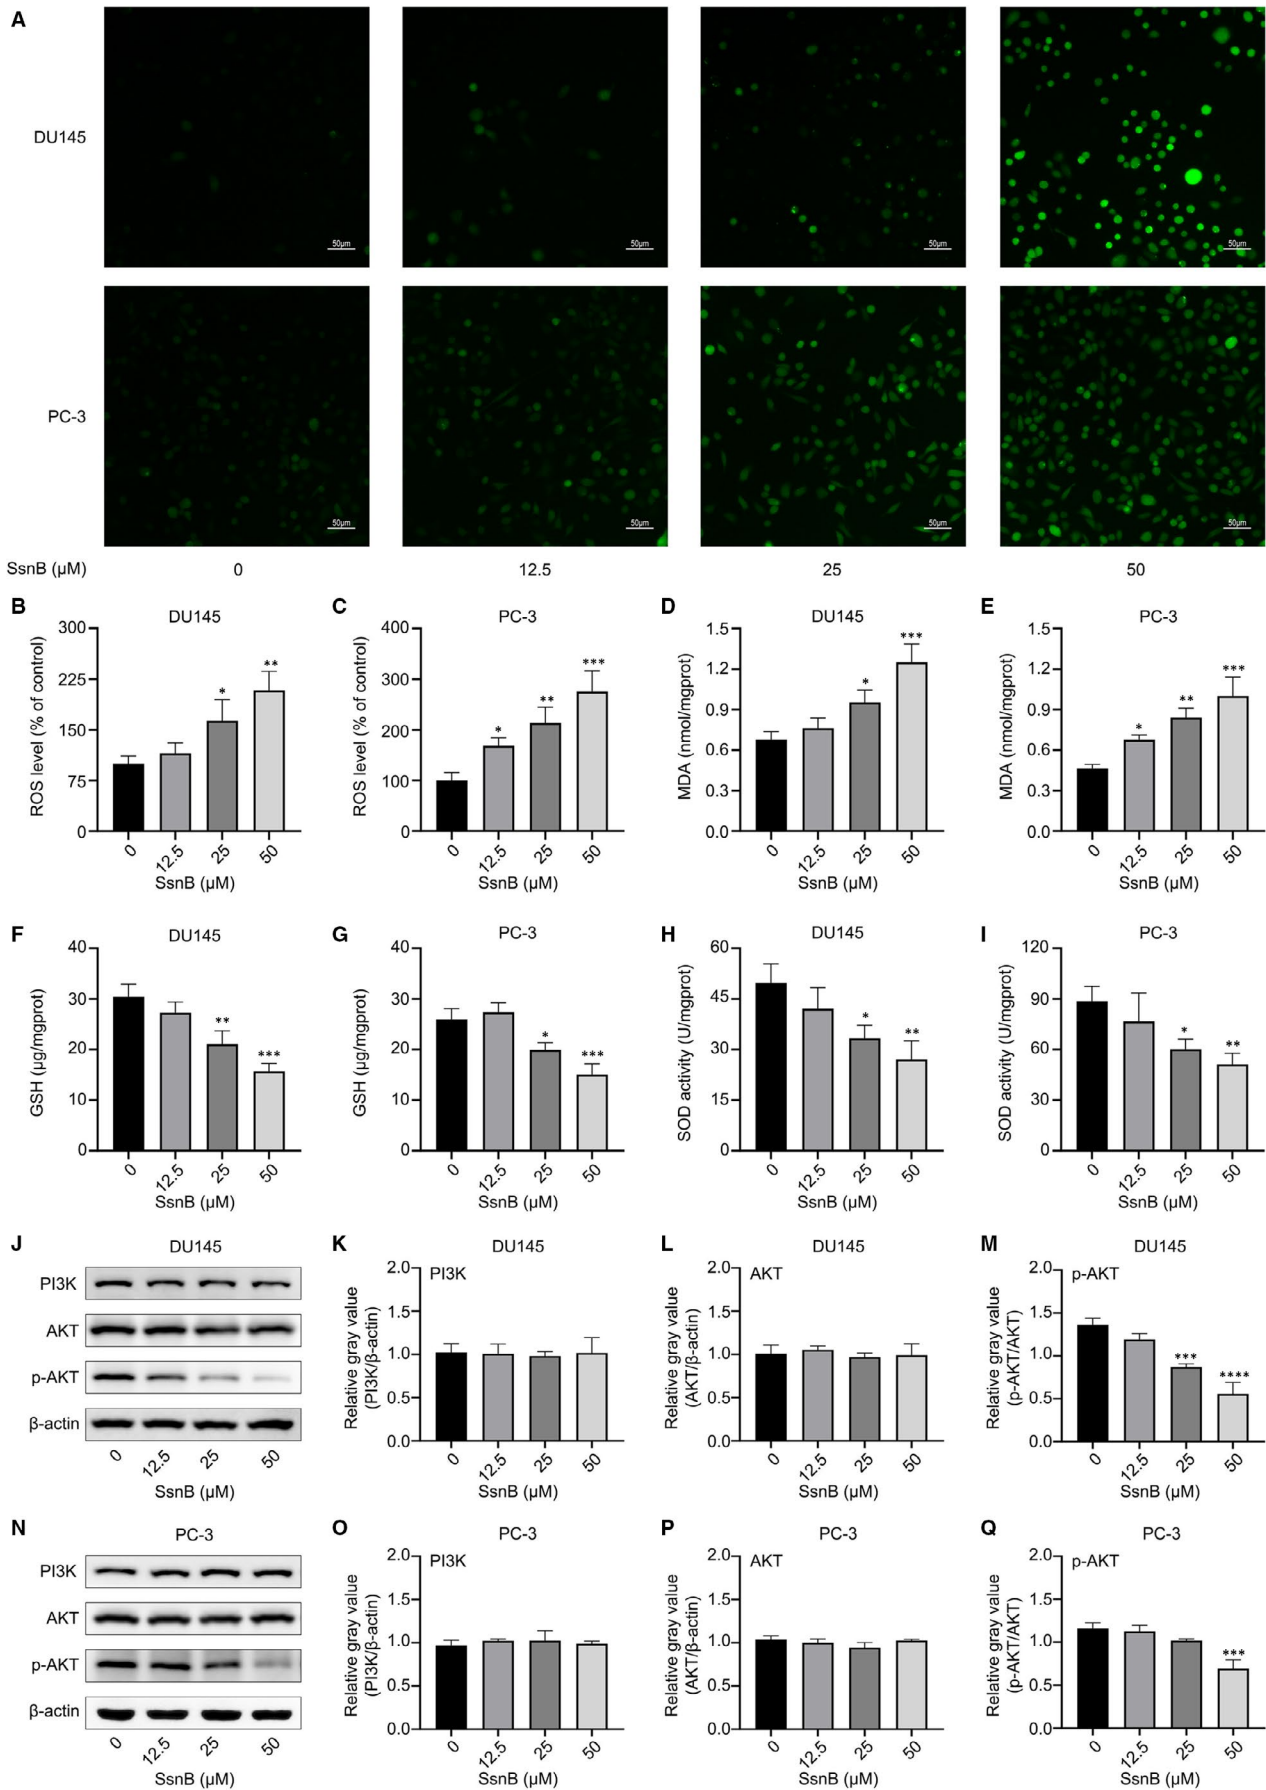 A
DU145
50µm
50µm
50µm
50µm
PC-3
50µm
50µm
50µm
50µm
SsnB (µM)
0
12.5
25
50
B
DU145
ROS level (% of control)
300
225
150
75
0
*
**
0
12.5
25
50
SsnB (µM)
C
PC-3
ROS level (% of control)
400
300
200
100
0
*
**
***
0
12.5
25
50
SsnB (µM)
D
DU145
MDA (nmol/mgprot)
1.5
1.2
0.9
0.6
0.3
0.0
*
***
0
12.5
25
50
SsnB (µM)
E
PC-3
MDA (nmol/mgprot)
1.5
1.2
0.9
0.6
0.3
0.0
*
**
***
0
12.5
25
50
SsnB (µM)
F
DU145
GSH (µg/mgprot)
40
30
20
10
0
**
***
0
12.5
25
50
SsnB (µM)
G
PC-3
GSH (µg/mgprot)
40
30
20
10
0
*
***
0
12.5
25
50
SsnB (µM)
H
DU145
SOD activity (U/mgprot)
60
45
30
15
0
*
**
0
12.5
25
50
SsnB (µM)
I
PC-3
SOD activity (U/mgprot)
120
90
60
30
0
*
**
0
12.5
25
50
SsnB (µM)
J
DU145
PI3K
AKT
p-AKT
β-actin
0
12.5
25
50
SsnB (µM)
K
DU145
PI3K
Relative gray value
(PI3K/β-actin)
2.0
1.5
1.0
0.5
0.0
0
12.5
25
50
SsnB (µM)
L
DU145
AKT
Relative gray value
(AKT/β-actin)
2.0
1.5
1.0
0.5
0.0
0
12.5
25
50
SsnB (µM)
M
DU145
p-AKT
Relative gray value
(p-AKT/AKT)
2.0
1.5
1.0
0.5
0.0
***
****
0
12.5
25
50
SsnB (µM)
N
PC-3
PI3K
AKT
p-AKT
β-actin
0
12.5
25
50
SsnB (µM)
O
PC-3
PI3K
Relative gray value
(PI3K/β-actin)
2.0
1.5
1.0
0.5
0.0
0
12.5
25
50
SsnB (µM)
P
PC-3
AKT
Relative gray value
(AKT/β-actin)
2.0
1.5
1.0
0.5
0.0
0
12.5
25
50
SsnB (µM)
Q
PC-3
p-AKT
Relative gray value
(p-AKT/AKT)
2.0
1.5
1.0
0.5
0.0
***
0
12.5
25
50
SsnB (µM)